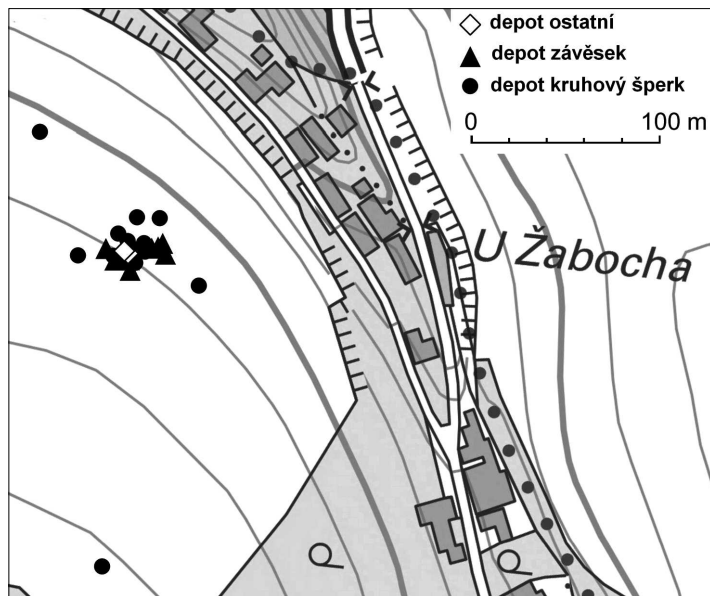 depot ostatní
depot závěsek
depot kruhový šperk
0 100 m
U Žabocha